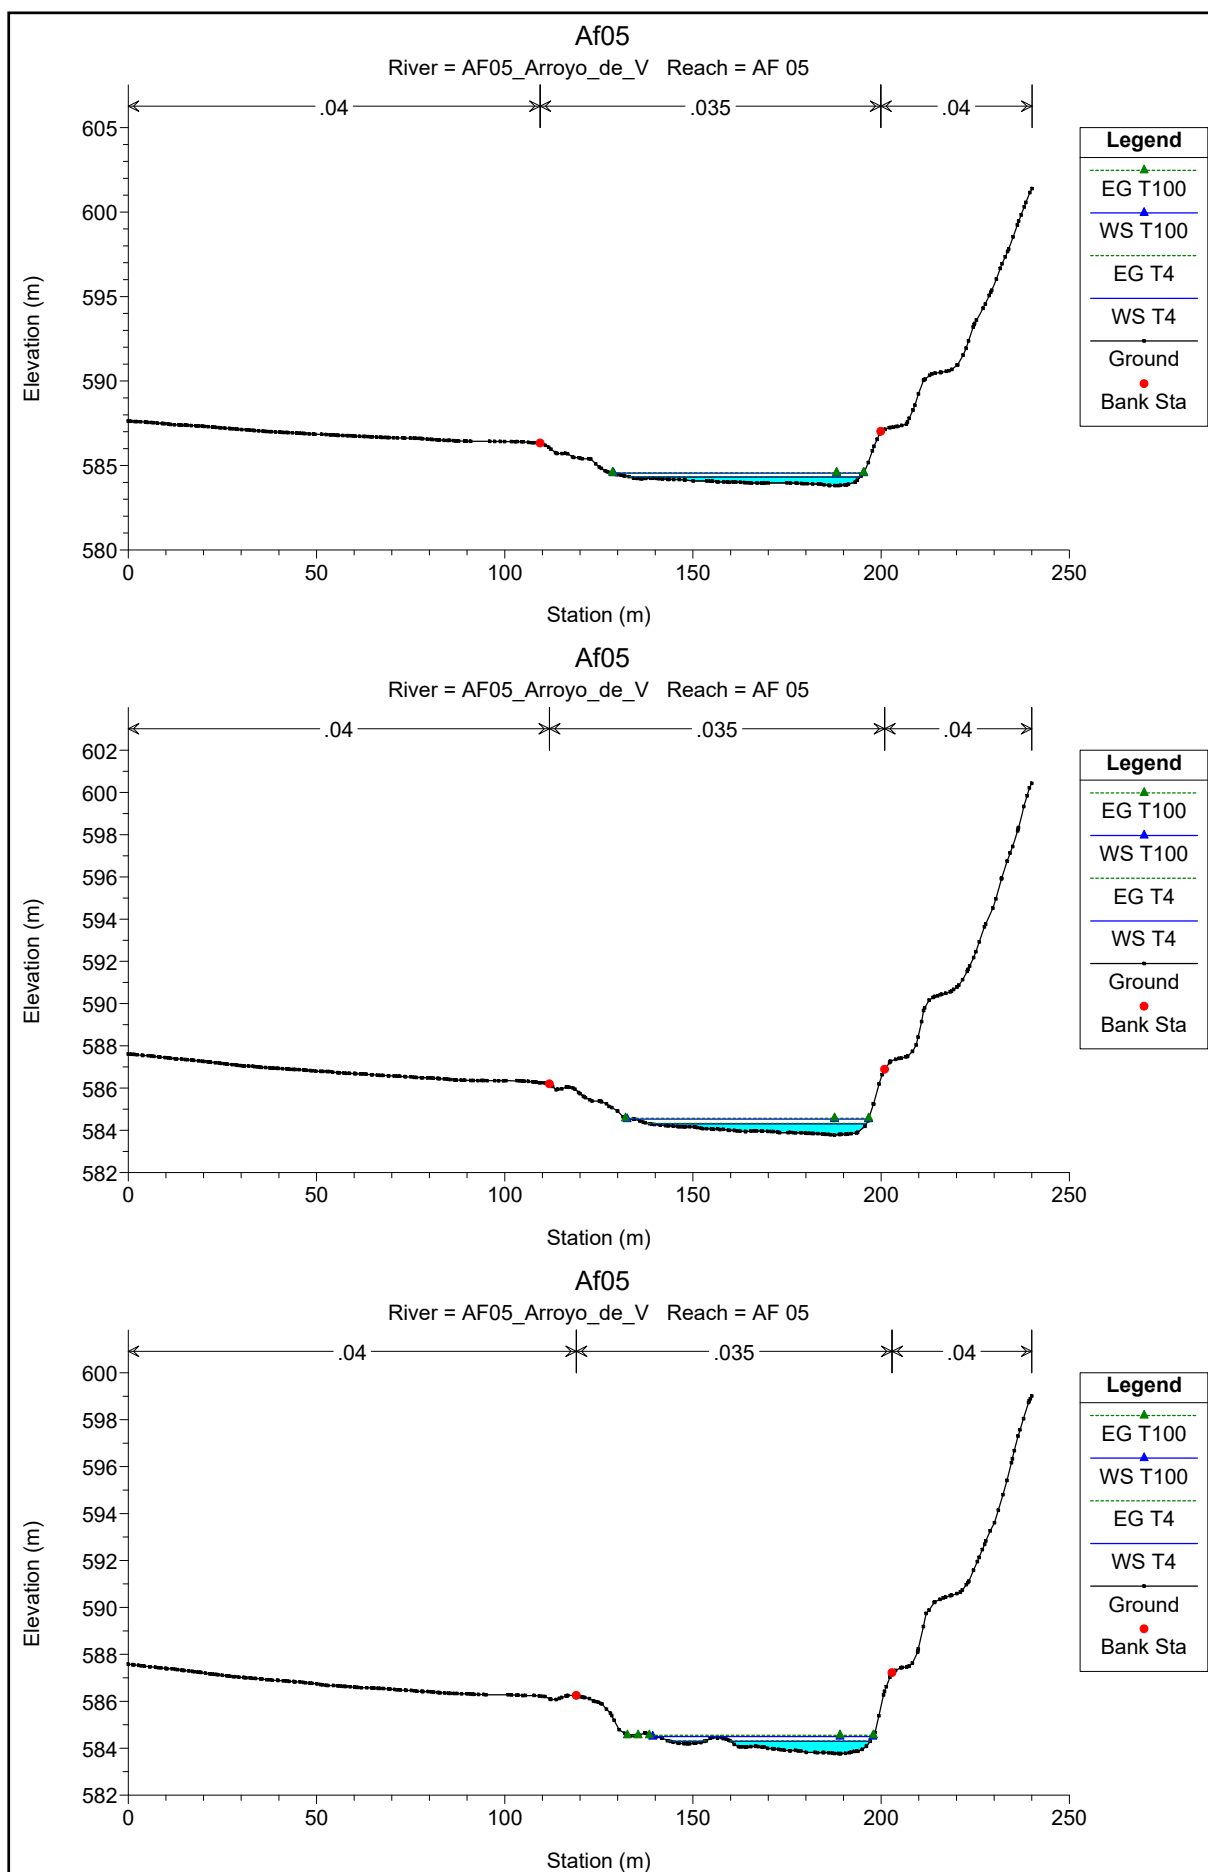 Af05
River = AF05_Arroyo_de_V   Reach = AF 05
.04 .035 .04
605
600
595
590
585
580
0 50 100 150 200 250
Elevation (m)
Station (m)
Legend
EG T100
WS T100
EG T4
WS T4
Ground
Bank Sta
Af05
River = AF05_Arroyo_de_V   Reach = AF 05
.04 .035 .04
602
600
598
596
594
592
590
588
586
584
582
0 50 100 150 200 250
Elevation (m)
Station (m)
Legend
EG T100
WS T100
EG T4
WS T4
Ground
Bank Sta
Af05
River = AF05_Arroyo_de_V   Reach = AF 05
.04 .035 .04
600
598
596
594
592
590
588
586
584
582
0 50 100 150 200 250
Elevation (m)
Station (m)
Legend
EG T100
WS T100
EG T4
WS T4
Ground
Bank Sta